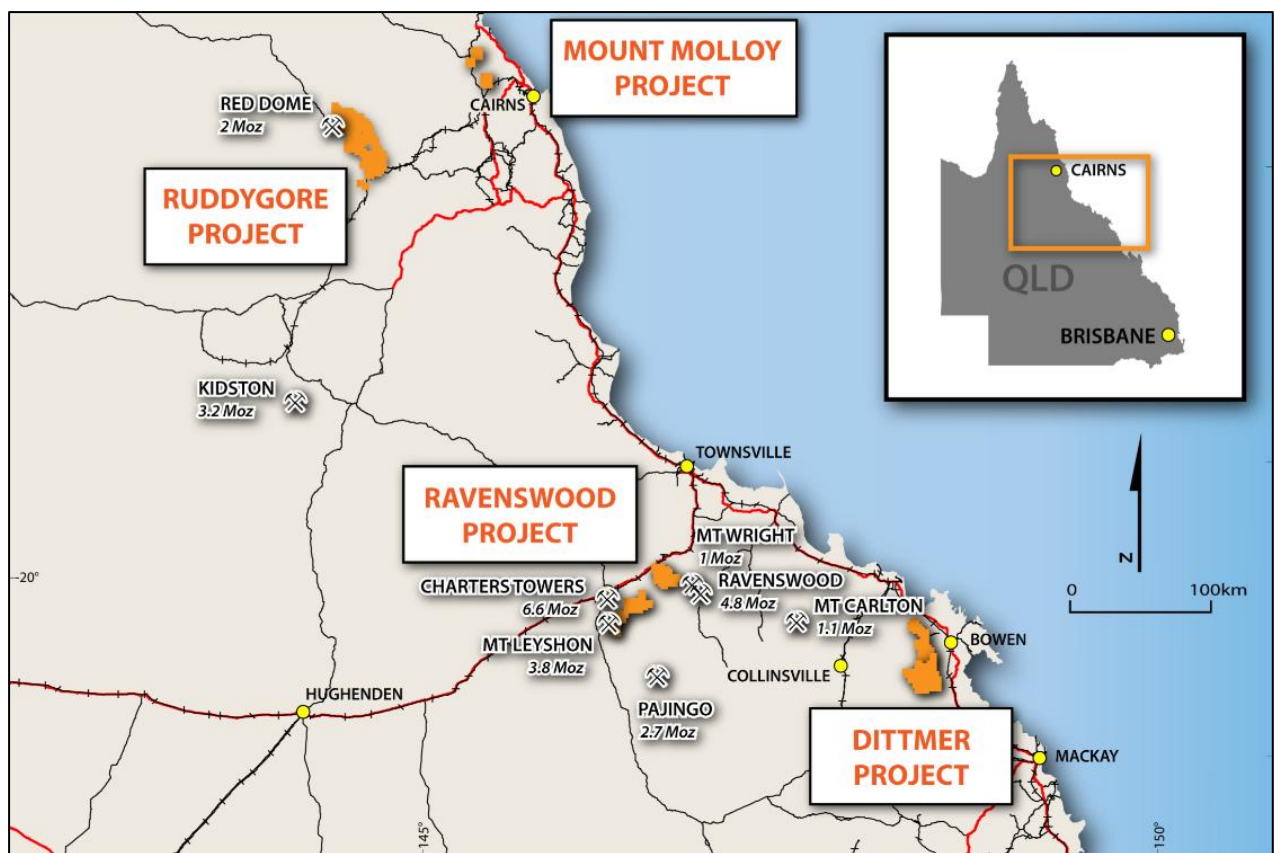 MOUNT MOLLOY
PROJECT
CAIRNS
RED DOME
2 Moz
RUDDYGORE
PROJECT
CAIRNS
QLD
BRISBANE
KIDSTON
3.2 Moz
TOWNSVILLE
RAVENSWOOD
PROJECT
MT WRIGHT
1 Moz
N
-20°
CHARTERS TOWERS
6.6 Moz
RAVENSWOOD
4.8 Moz
MT CARLTON
1.1 Moz
0
100km
MT LEYSHON
3.8 Moz
BOWEN
COLLINSVILLE
HUGHENDEN
PAJINGO
2.7 Moz
DITTMER
PROJECT
MACKAY
145°
150°